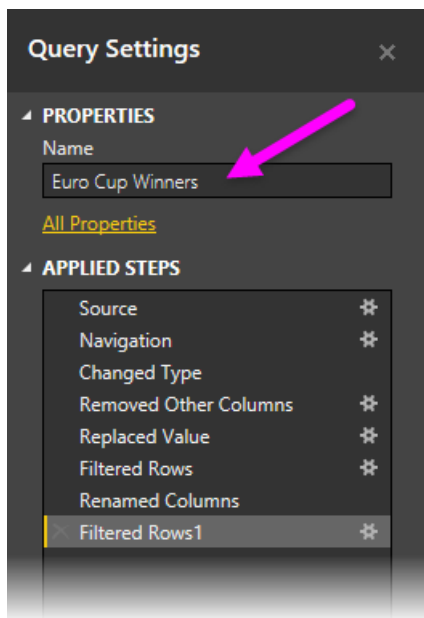 Query Settings
PROPERTIES
Name
Euro Cup Winners
All Properties
APPLIED STEPS
Source
Navigation
Changed Type
Removed Other Columns
Replaced Value
Filtered Rows
Renamed Columns
Filtered Rows1